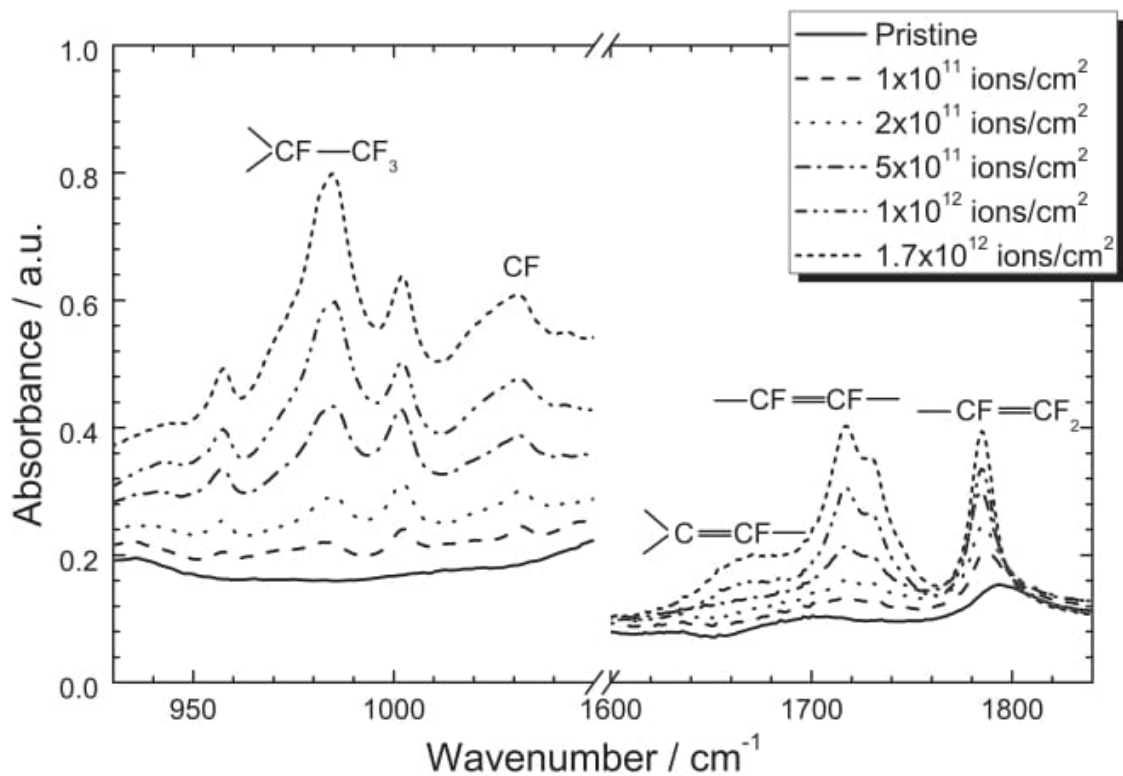 Pristine
1x10¹¹ ions/cm²
2x10¹¹ ions/cm²
5x10¹¹ ions/cm²
1x10¹² ions/cm²
1.7x10¹² ions/cm²
CF—CF₃
CF
—CF=CF—
—CF=CF₂
C=CF—
1.0
0.8
0.6
0.4
0.2
0.0
Absorbance / a.u.
950
1000
1600
1700
1800
Wavenumber / cm⁻¹